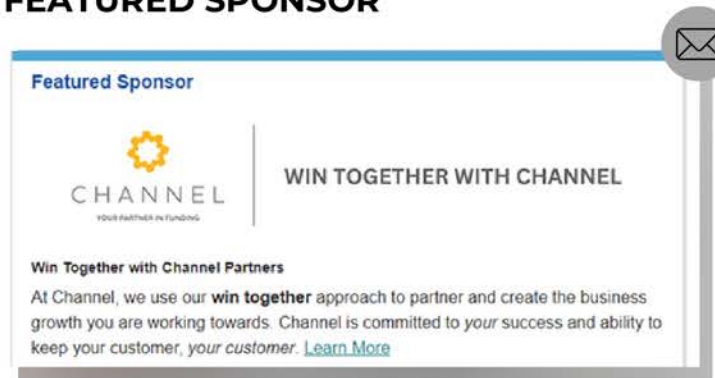 FEATURED SPONSOR
Featured Sponsor
CHANNEL
YOUR PARTNER IN FUNDING
WIN TOGETHER WITH CHANNEL
Win Together with Channel Partners
At Channel, we use our win together approach to partner and create the business
growth you are working towards. Channel is committed to your success and ability to
keep your customer, your customer. Learn More